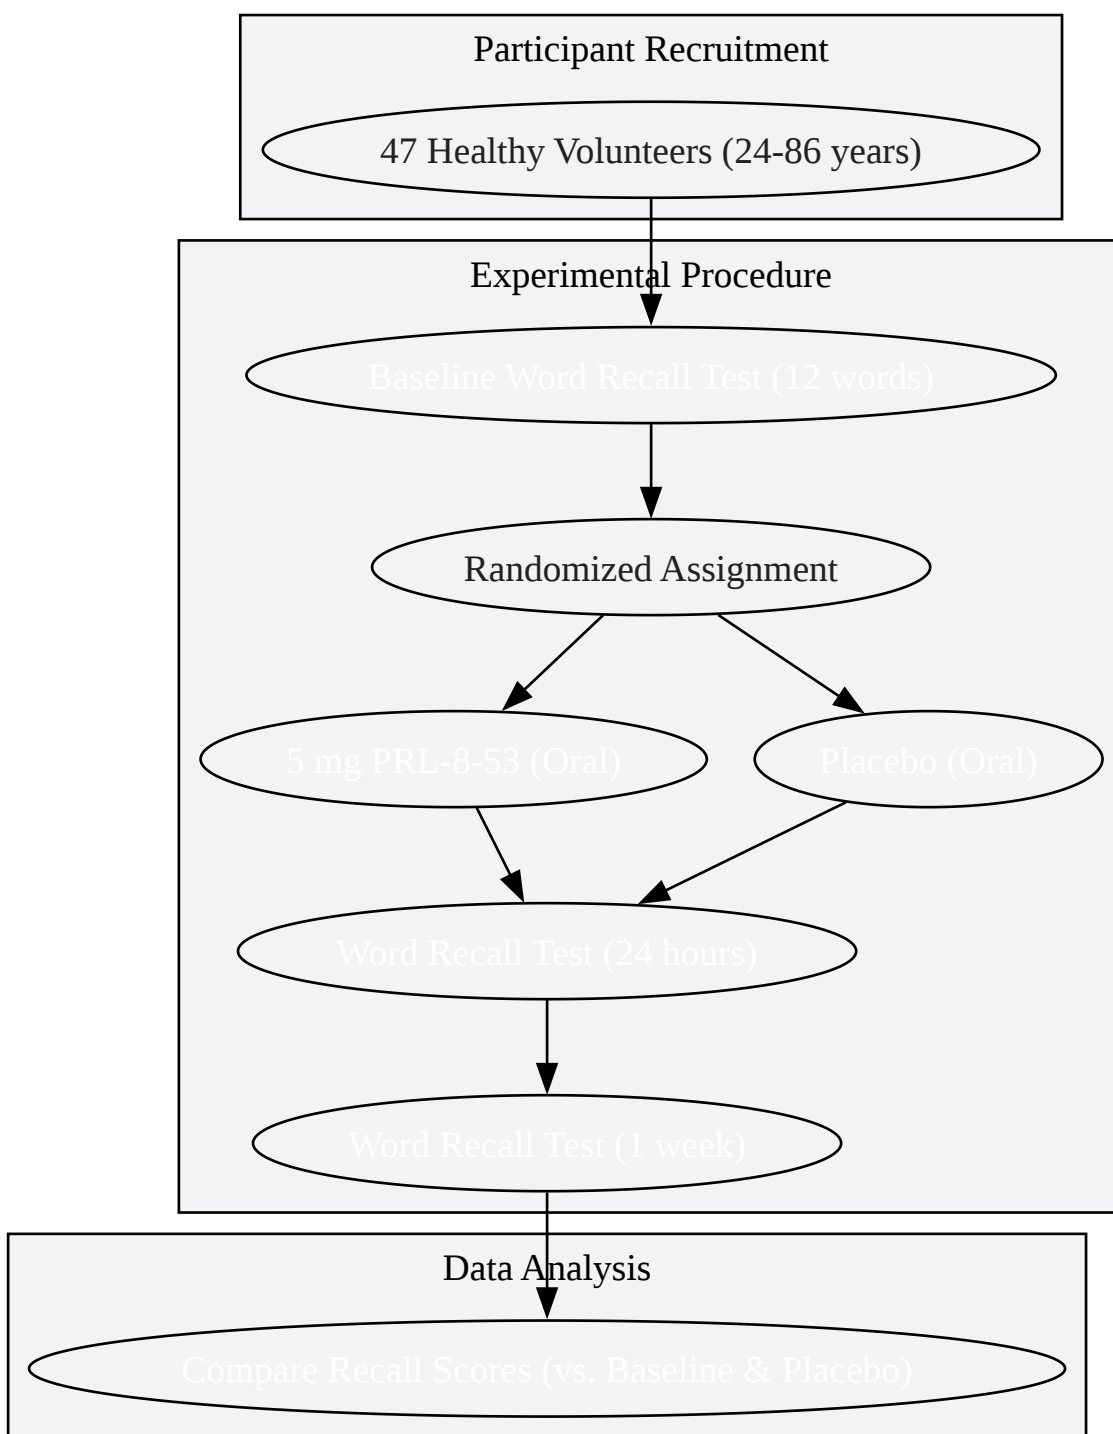 Participant Recruitment
47 Healthy Volunteers (24-86 years)
Experimental Procedure
Baseline Word Recall Test (12 words)
Randomized Assignment
5 mg PRL-8-53 (Oral)
Placebo (Oral)
Word Recall Test (24 hours)
Word Recall Test (1 week)
Data Analysis
Compare Recall Scores (vs. Baseline & Placebo)